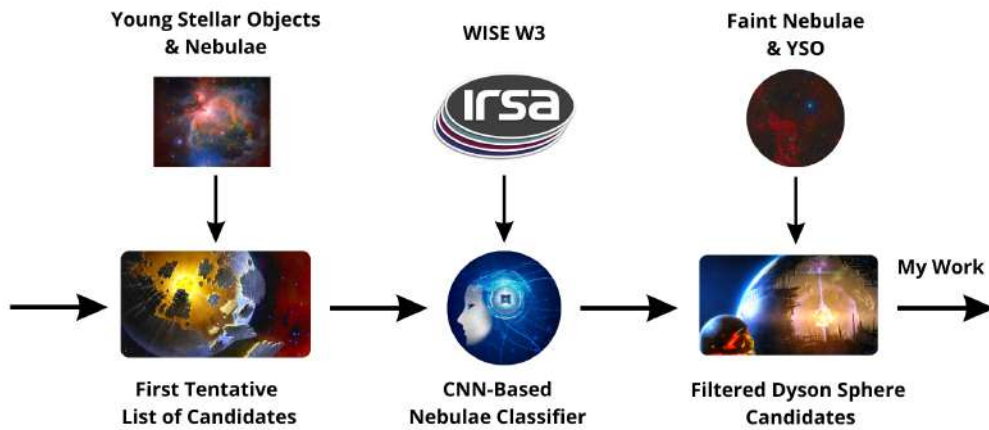 Young Stellar Objects
& Nebulae
WISE W3
Faint Nebulae
& YSO
irsa
My Work
First Tentative
List of Candidates
CNN-Based
Nebulae Classifier
Filtered Dyson Sphere
Candidates